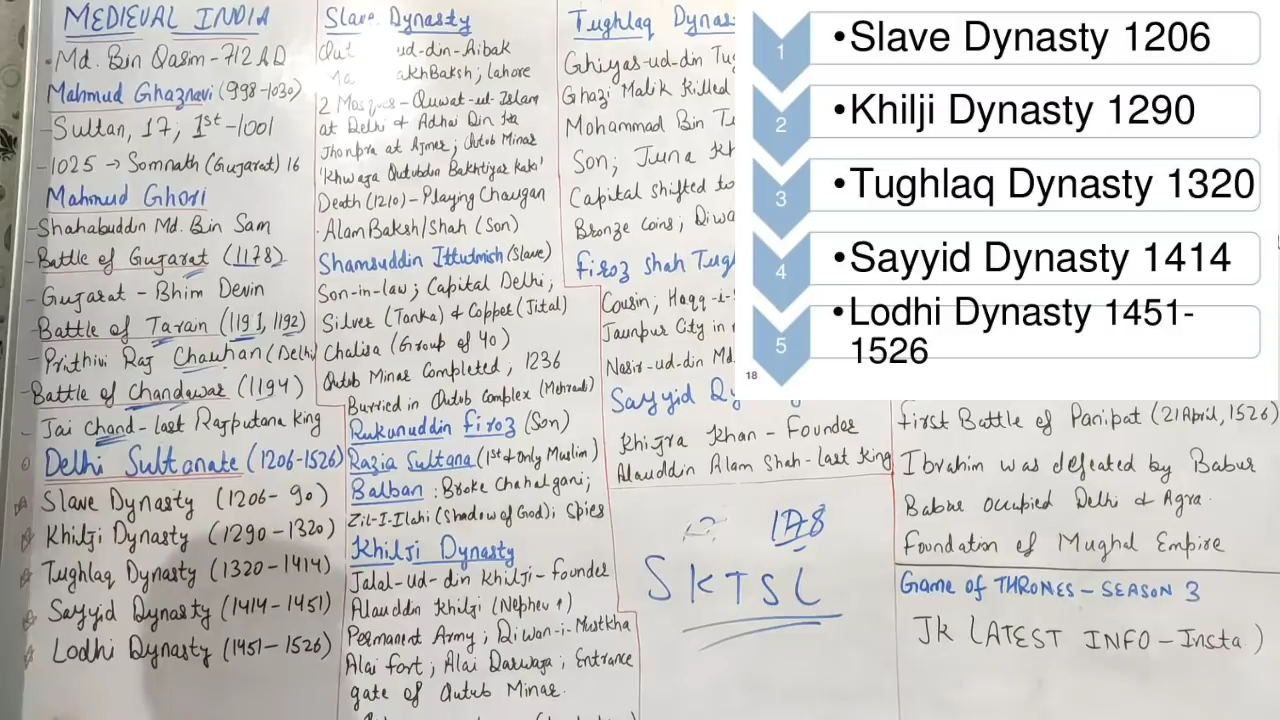 MEDIEVAL INDIA
Md. Bin Qasim - 712 AD
Mahmud Ghaznavi (998-1030)
- Sultan, 17; 1st - 1001
- 1025 → Somnath (Gujarat) 16
Mahmud Ghori
- Shahabuddin Md. Bin Sam
- Battle of Gujarat (1178)
- Gujarat - Bhim Devin
- Battle of Tarain (1191, 1192)
- Prithivi Raj Chauhan (Delhi)
- Battle of Chandawar (1194)
- Jai Chand - last Rajputana king
Delhi Sultanate (1206-1526)
Slave Dynasty (1206-90)
Khilji Dynasty (1290-1320)
Tughlaq Dynasty (1320-1414)
Sayyid Dynasty (1414-1451)
Lodhi Dynasty (1451-1526)
Slave Dynasty
ud-din-Aibak
akhBaksh; lahore
2 Mosques - Quwat-ul-Islam
at Delhi & Adhai Din Ka
Jhonpra at Ajmer; Qutub Minar
'Khwaja Qutubdin Bakhtiyar Kaki'
Death (1210) - Playing Chaugan
Alam Baksh/Shah (Son)
Shamsuddin Iltutmish (Slave)
Son-in-law; Capital Delhi;
Silver (Tanka) & Copper (Jital)
Chalisa (Group of 40)
Qutub Minar Completed, 1236
Burried in Qutub Complex (Mehrauli)
Rukunuddin Firoz (Son)
Razia Sultana (1st & Only Muslim)
Balban: Broke Chahalgani;
Zil-I-Ilahi (Shadow of God); Spies
Khilji Dynasty
Jalal-ud-din Khilji - founder
Alauddin Khilji (Nephew)
Permanent Army; Diwan-i-Mustkha
Alai fort; Alai Darwaja; Entrance
gate of Qutub Minar.
Tughlaq Dynas
Ghiyas-ud-din Tug
Ghazi Malik Killed
Mohammad Bin Tu
Son; Juna Kh
Capital shifted to
Bronze Coins; Diwa
Firoz Shah Tugh
Cousin; Haqq-i-
Jaunpur City in
Nasir-ud-din Md.
Sayyid Dy
Khizra Khan - Founder
Alauddin Alam Shah - last King
178
SKTSL
1
•Slave Dynasty 1206
2
•Khilji Dynasty 1290
3
•Tughlaq Dynasty 1320
4
•Sayyid Dynasty 1414
5
•Lodhi Dynasty 1451-
1526
18
First Battle of Panipat (21 April, 1526)
Ibrahim was defeated by Babur
Babur occupied Delhi & Agra.
Foundation of Mughal Empire
Game of THRONES - SEASON 3
JK LATEST INFO - Insta)